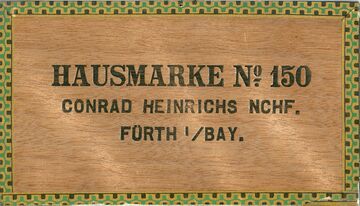 HAUSMARKE No. 150
CONRAD HEINRICHS NCHF.
FÜRTH I/BAY.